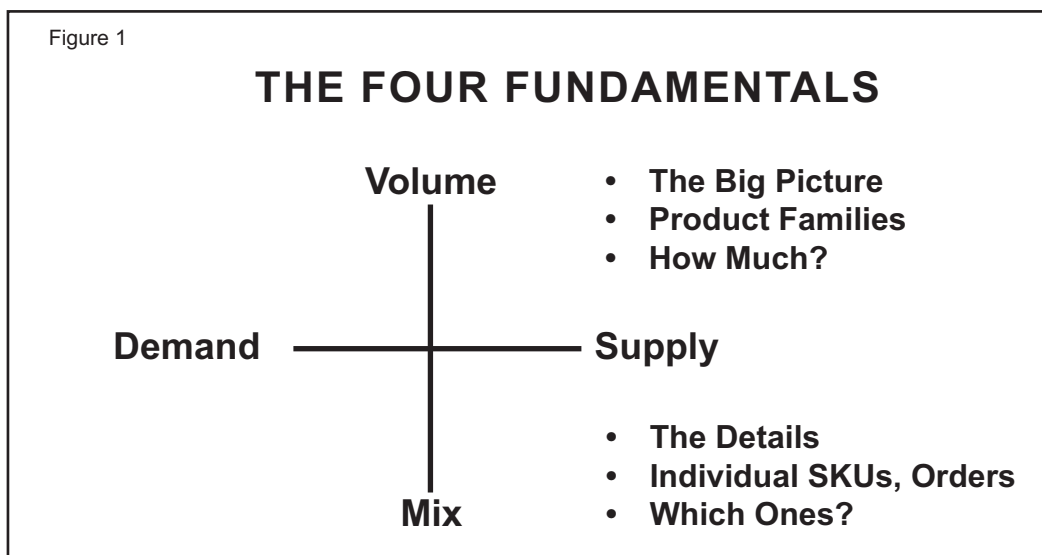 Figure 1
THE FOUR FUNDAMENTALS
Volume
• The Big Picture
• Product Families
• How Much?
Demand
Supply
• The Details
• Individual SKUs, Orders
• Which Ones?
Mix